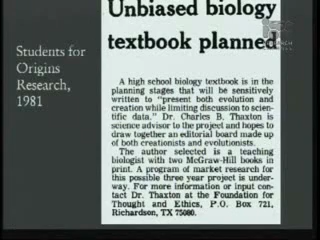 Unbiased biology
textbook planned
Students for
Origins
Research,
1981
A high school biology textbook is in the
planning stages that will be sensitively
written to "present both evolution and
creation while limiting discussion to scien-
tific data." Dr. Charles B. Thaxton is
science advisor to the project and hopes to
draw together an editorial board made up
of both creationists and evolutionists.
The author selected is a teaching
biologist with two McGraw-Hill books in
print. A program of market research for
this possible three year project is under-
way. For more information or input con-
tact Dr. Thaxton at the Foundation for
Thought and Ethics, P.O. Box 721,
Richardson, TX 75080.